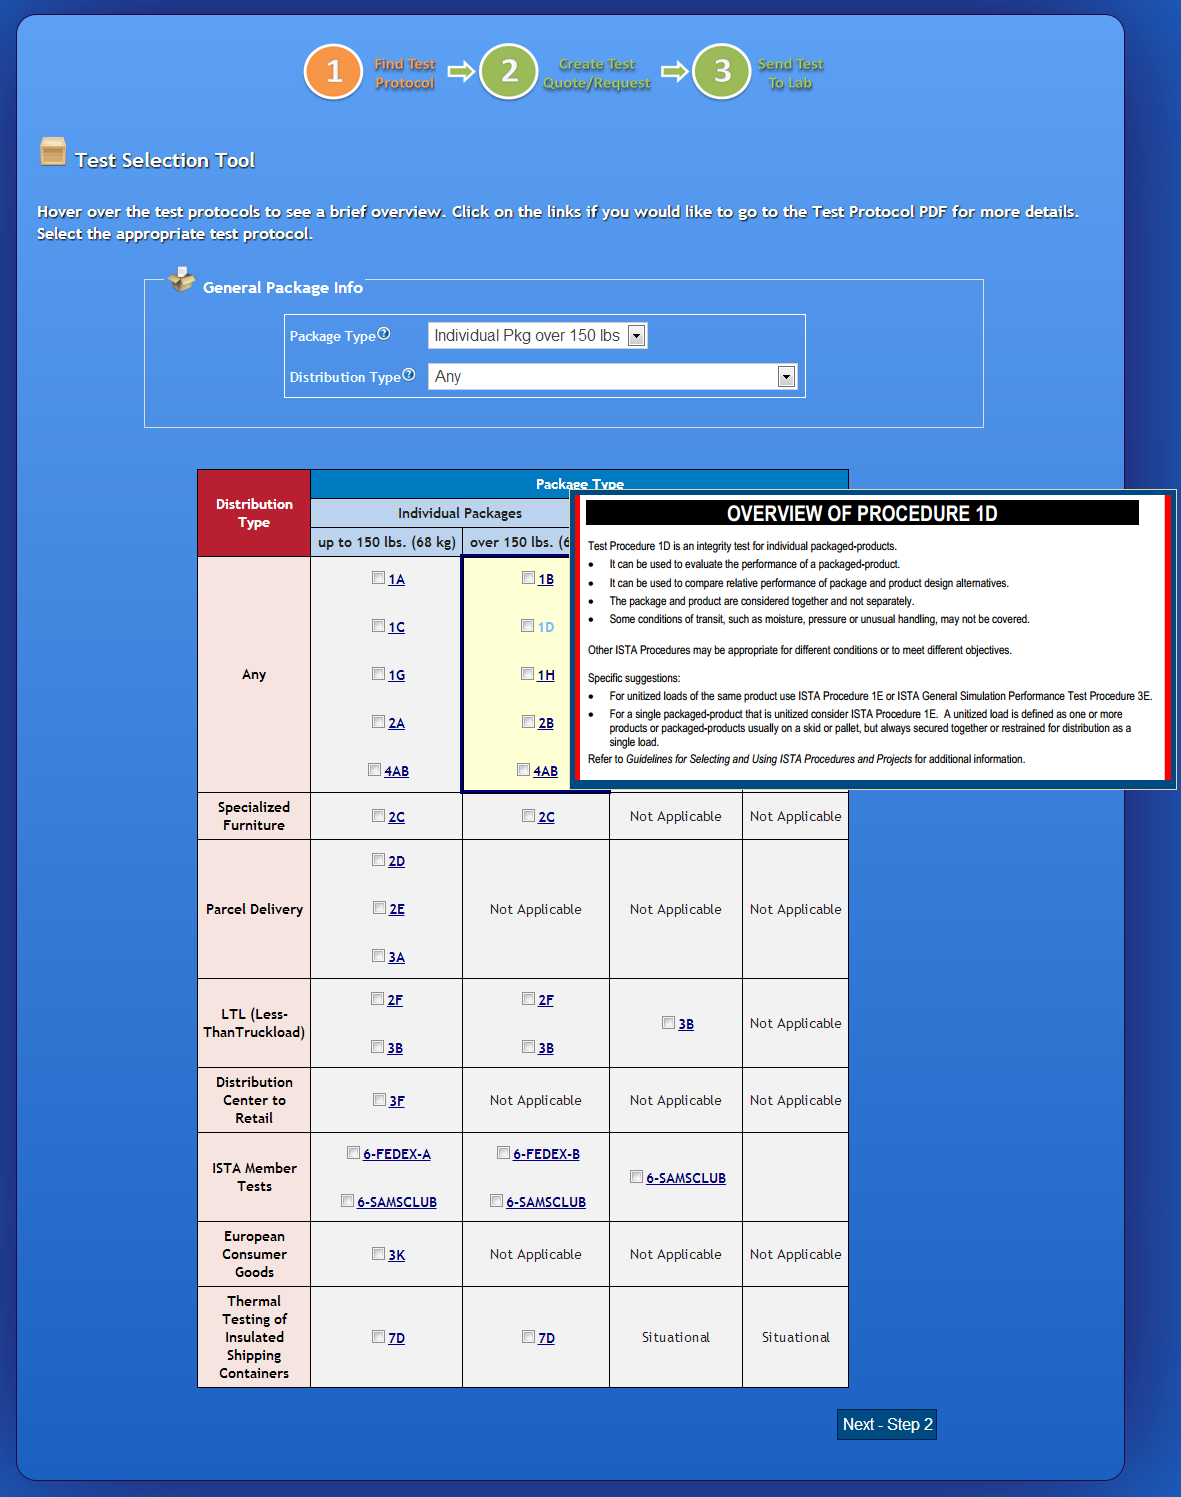 1 Find Test Protocol
2 Create Test Quote/Request
3 Send Test To Lab
Test Selection Tool
Hover over the test protocols to see a brief overview. Click on the links if you would like to go to the Test Protocol PDF for more details.
Select the appropriate test protocol.
General Package Info
Package Type? Individual Pkg over 150 lbs
Distribution Type? Any
Distribution Type
Package Type
Individual Packages
up to 150 lbs. (68 kg) over 150 lbs. (6
OVERVIEW OF PROCEDURE 1D
Test Procedure 1D is an integrity test for individual packaged-products.
• It can be used to evaluate the performance of a packaged-product.
• It can be used to compare relative performance of package and product design alternatives.
• The package and product are considered together and not separately.
• Some conditions of transit, such as moisture, pressure or unusual handling, may not be covered.
Other ISTA Procedures may be appropriate for different conditions or to meet different objectives.
Specific suggestions:
• For unitized loads of the same product use ISTA Procedure 1E or ISTA General Simulation Performance Test Procedure 3E.
• For a single packaged-product that is unitized consider ISTA Procedure 1E. A unitized load is defined as one or more
products or packaged-products usually on a skid or pallet, but always secured together or restrained for distribution as a
single load.
Refer to Guidelines for Selecting and Using ISTA Procedures and Projects for additional information.
Any
1A 1B
1C 1D
1G 1H
2A 2B
4AB 4AB
Specialized Furniture
2C 2C Not Applicable Not Applicable
Parcel Delivery
2D
2E Not Applicable Not Applicable Not Applicable
3A
LTL (Less-
ThanTruckload)
2F 2F
3B Not Applicable
3B 3B
Distribution
Center to
Retail
3F Not Applicable Not Applicable Not Applicable
ISTA Member
Tests
6-FEDEX-A 6-FEDEX-B
6-SAMSCLUB
6-SAMSCLUB 6-SAMSCLUB
European
Consumer
Goods
3K Not Applicable Not Applicable Not Applicable
Thermal
Testing of
Insulated
Shipping
Containers
7D 7D Situational Situational
Next - Step 2